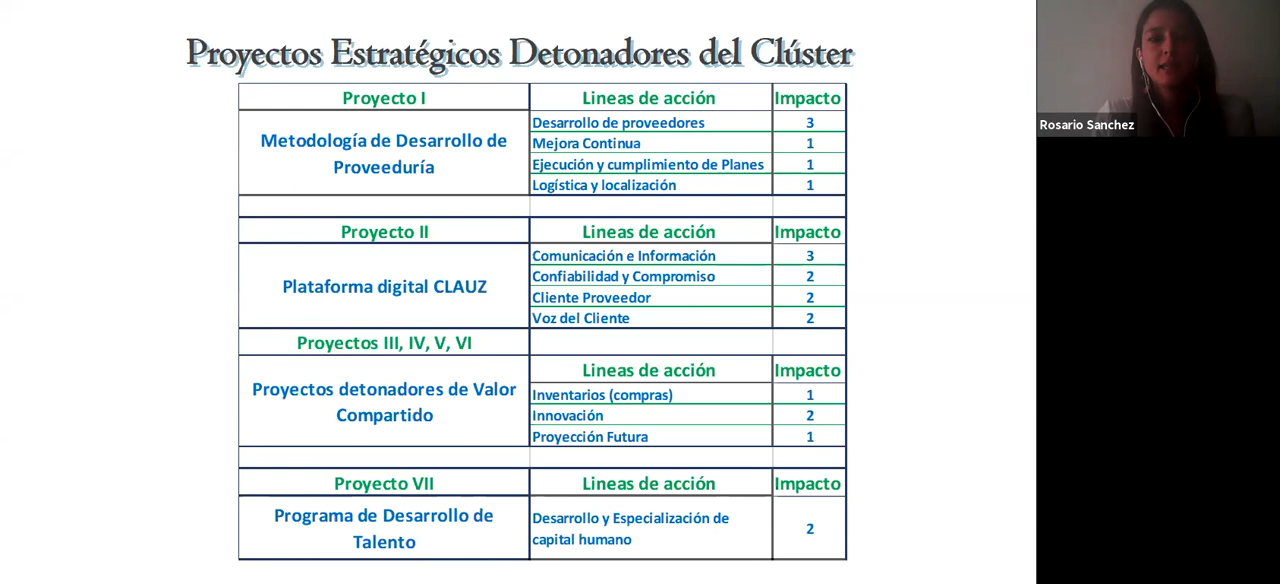 Proyectos Estratégicos Detonadores del Clúster
Rosario Sanchez
Proyecto I Lineas de acción Impacto
Metodología de Desarrollo de Proveeduría
Desarrollo de proveedores 3
Mejora Continua 1
Ejecución y cumplimiento de Planes 1
Logística y localización 1
Proyecto II Lineas de acción Impacto
Plataforma digital CLAUZ
Comunicación e Información 3
Confiabilidad y Compromiso 2
Cliente Proveedor 2
Voz del Cliente 2
Proyectos III, IV, V, VI
Lineas de acción Impacto
Proyectos detonadores de Valor
Compartido
Inventarios (compras) 1
Innovación 2
Proyección Futura 1
Proyecto VII Lineas de acción Impacto
Programa de Desarrollo de
Talento
Desarrollo y Especialización de
capital humano
2